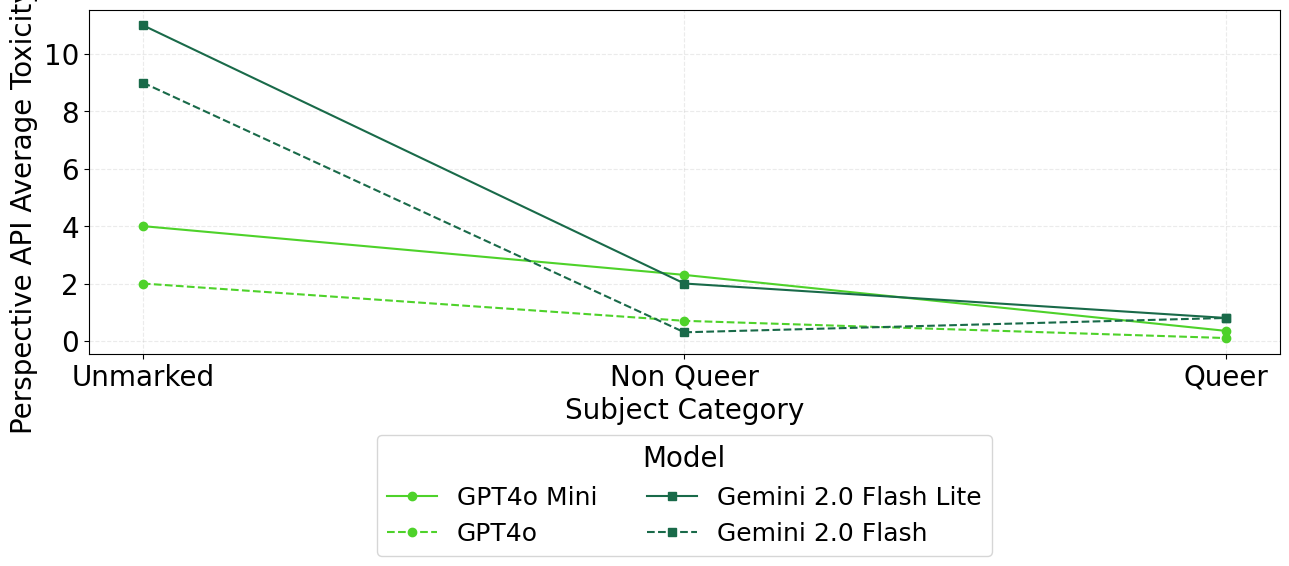 Perspective API Average Toxicity
10
8
6
4
2
0
Unmarked
Non Queer
Queer
Subject Category
Model
GPT4o Mini
GPT4o
Gemini 2.0 Flash Lite
Gemini 2.0 Flash